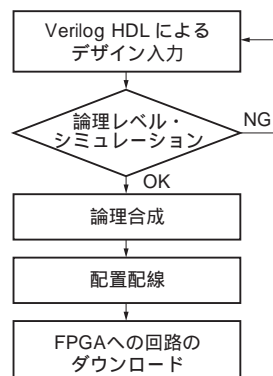 Verilog HDL による
デザイン入力
論理レベル・
シミュレーション
NG
OK
論理合成
配置配線
FPGAへの回路の
ダウンロード